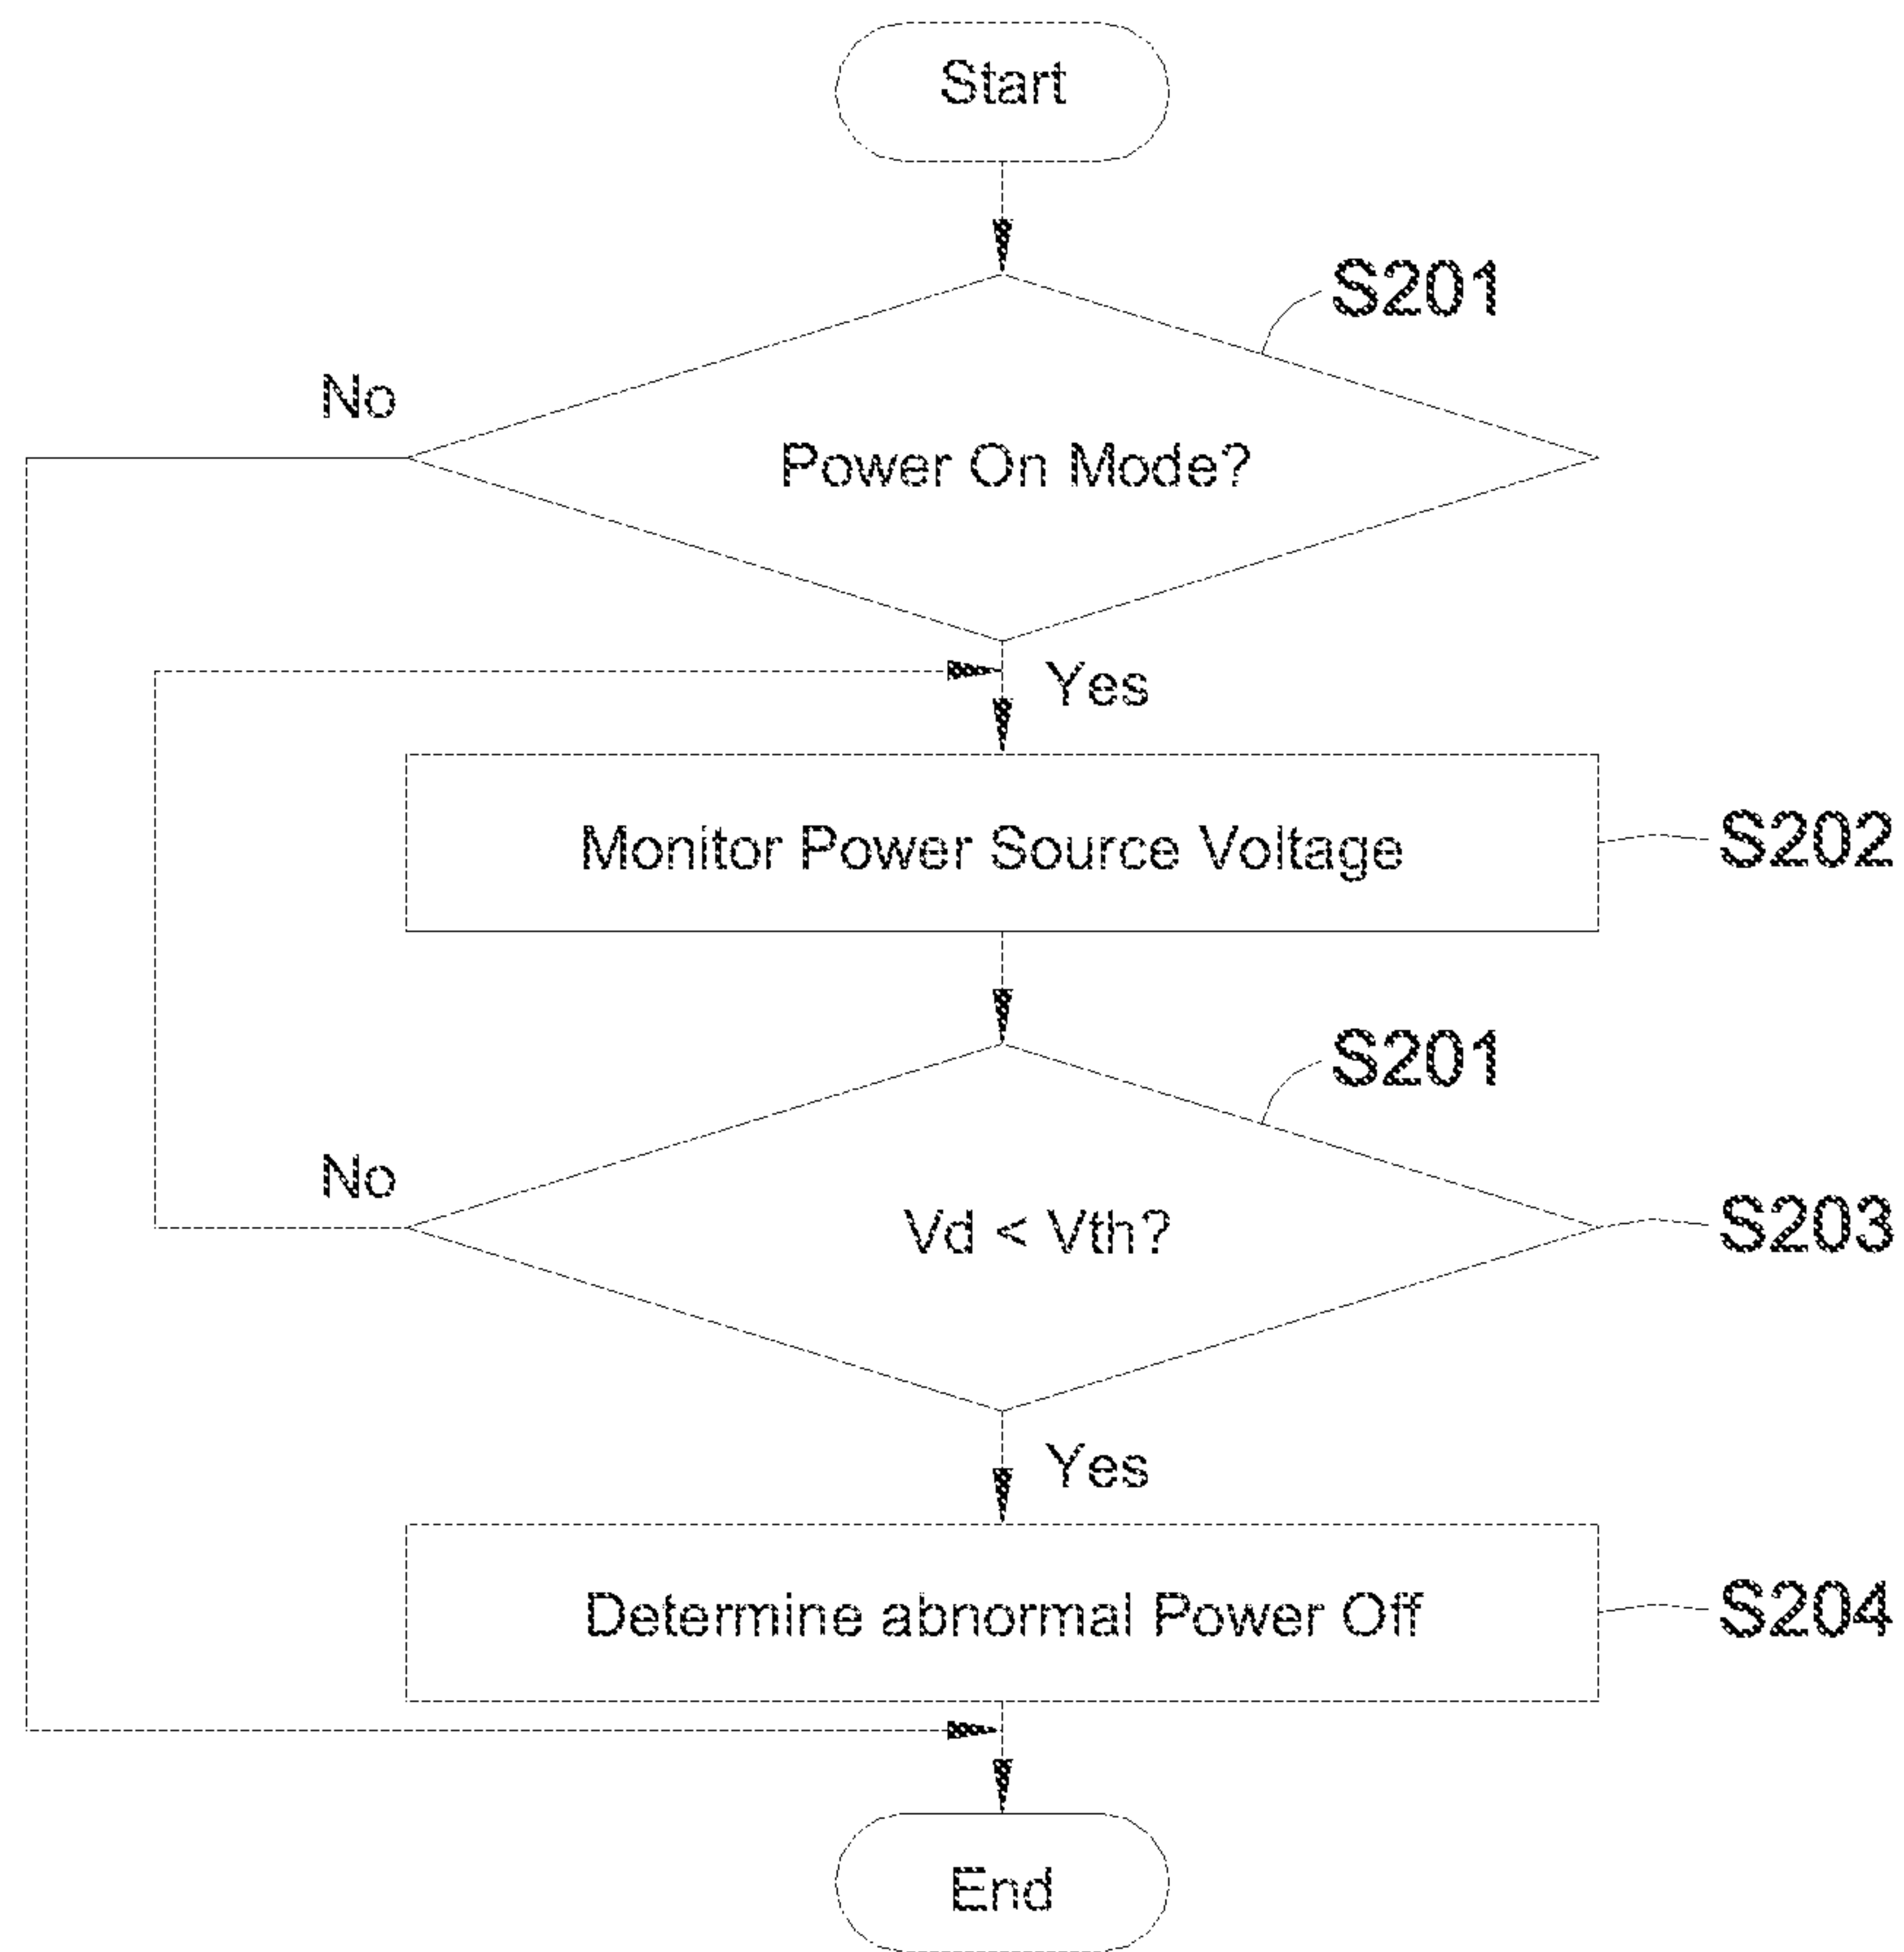 Start
S201
No
Power On Mode?
Yes
Monitor Power Source Voltage
S202
S201
No
Vd < Vth?
S203
Yes
Determine abnormal Power Off
S204
End